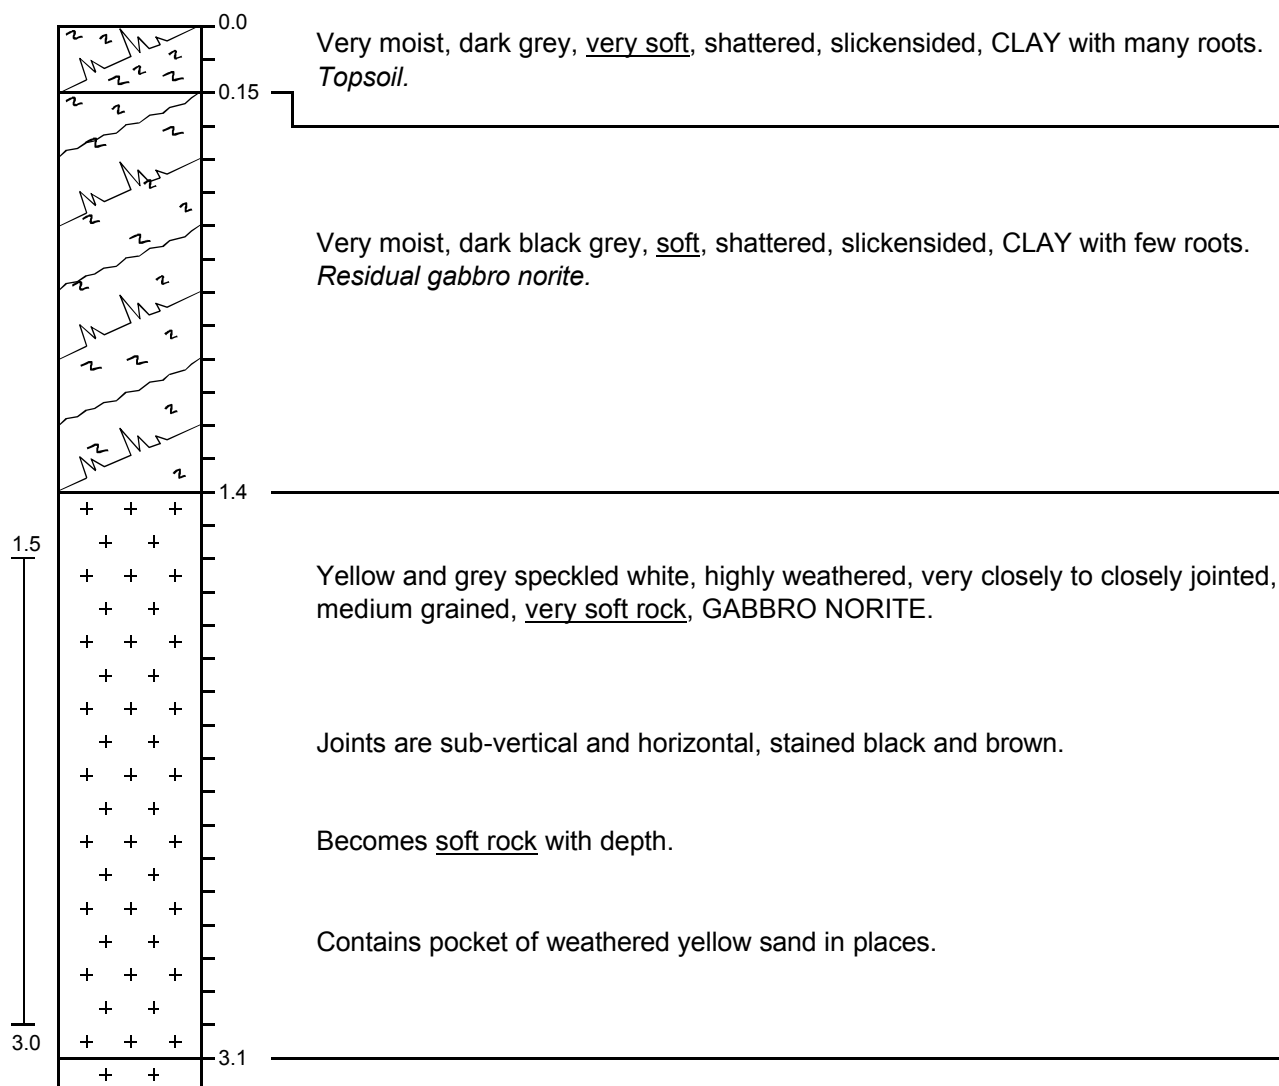 0.0
Very moist, dark grey, very soft, shattered, slickensided, CLAY with many roots.
Topsoil.
0.15
Very moist, dark black grey, soft, shattered, slickensided, CLAY with few roots.
Residual gabbro norite.
1.4
1.5
Yellow and grey speckled white, highly weathered, very closely to closely jointed,
medium grained, very soft rock, GABBRO NORITE.
Joints are sub-vertical and horizontal, stained black and brown.
Becomes soft rock with depth.
Contains pocket of weathered yellow sand in places.
3.0
3.1